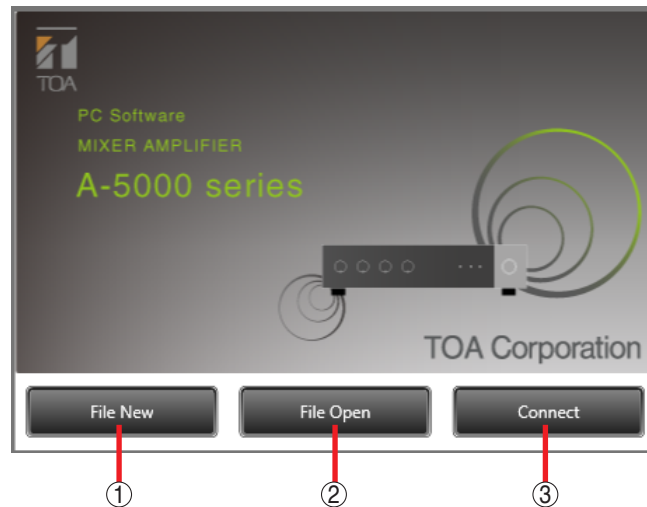 TOA
PC Software
MIXER AMPLIFIER
A-5000 series
TOA Corporation
File New
File Open
Connect
①
②
③